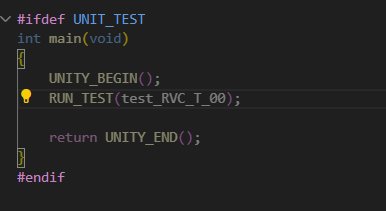 #ifdef UNIT_TEST
int main(void)
{
    UNITY_BEGIN();
    RUN_TEST(test_RVC_T_00);

    return UNITY_END();
}
#endif